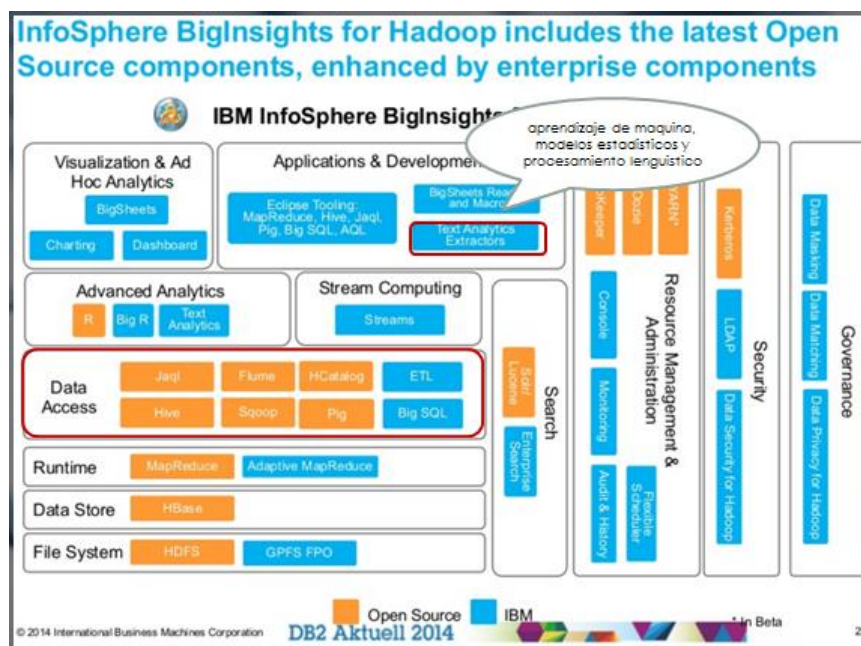 InfoSphere BigInsights for Hadoop includes the latest Open
Source components, enhanced by enterprise components
IBM InfoSphere BigInsights
aprendizaje de maquina,
modelos estadísticos y
procesamiento lenguistico
Visualization & Ad
Hoc Analytics
BigSheets
Charting
Dashboard
Applications & Developmen
Eclipse Tooling:
MapReduce, Hive, Jaql,
Pig, Big SQL, AQL
BigSheets Rea
and Macro
Text Analytics
Extractors
Advanced Analytics
R
Big R
Text
Analytics
Stream Computing
Streams
Data
Access
Jaql
Flume
HCatalog
ETL
Hive
Sqoop
Pig
Big SQL
Runtime
MapReduce
Adaptive MapReduce
Data Store
HBase
File System
HDFS
GPFS FPO
Solr/
Lucene
Enterprise
Search
Search
oKeeper
Oozie
YARN*
Console
Monitoring
Audit & History
Flexible
Scheduler
Resource Management &
Administration
Kerberos
LDAP
Data Security for Hadoop
Security
Data Masking
Data Matching
Data Privacy for Hadoop
Governance
Open Source
IBM
* In Beta
© 2014 International Business Machines Corporation
DB2 Aktuell 2014
2